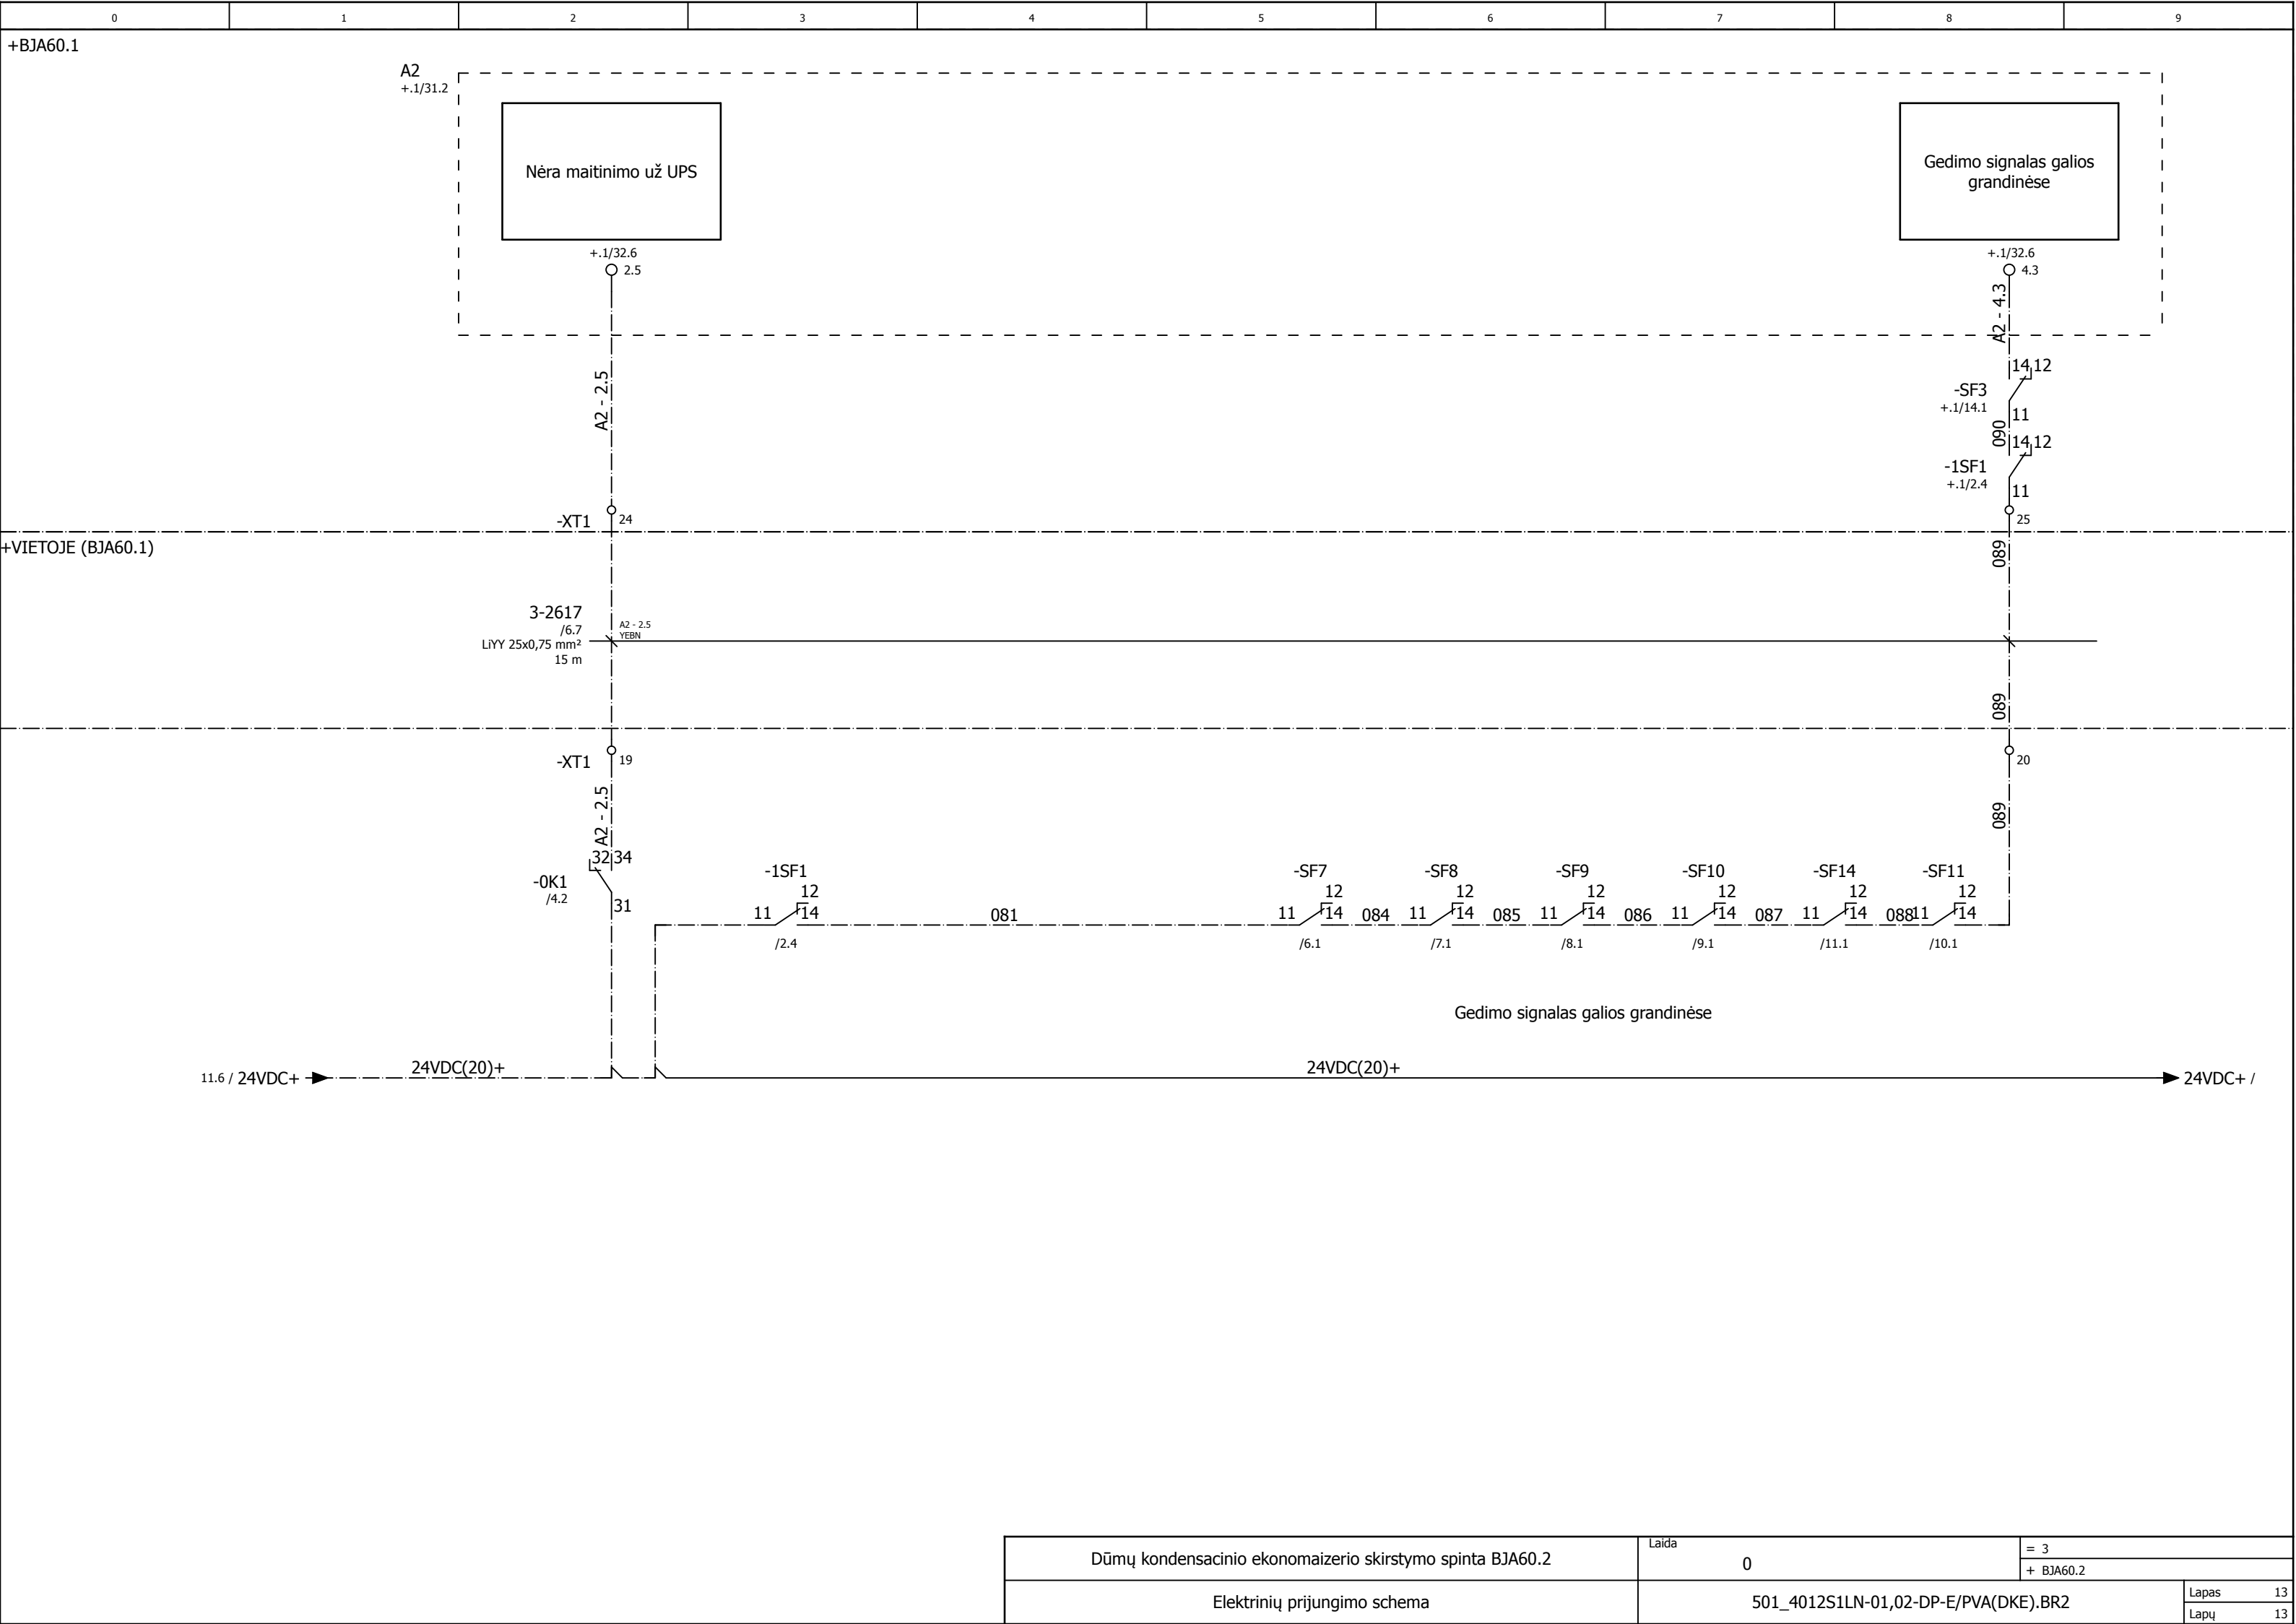 0 1 2 3 4 5 6 7 8 9
+BJA60.1
A2
+.1/31.2
Nėra maitinimo už UPS
Gedimo signalas galios
grandinėse
+.1/32.6
2.5
+.1/32.6
4.3
A2 - 4.3
A2 - 2.5
14 12
-SF3
+.1/14.1
11
090
14 12
-1SF1
+.1/2.4
11
-XT1
24
25
+VIETOJE (BJA60.1)
089
3-2617
/6.7
LiYY 25x0,75 mm²
15 m
A2 - 2.5
YEBN
089
-XT1
19
20
A2 - 2.5
089
32 34
-0K1
/4.2
31
-1SF1 -SF7 -SF8 -SF9 -SF10 -SF14 -SF11
12 12 12 12 12 12 12
11 14 081 11 14 084 11 14 085 11 14 086 11 14 087 11 14 088 11 14
/2.4 /6.1 /7.1 /8.1 /9.1 /11.1 /10.1
Gedimo signalas galios grandinėse
11.6 / 24VDC+ 24VDC(20)+ 24VDC(20)+ 24VDC+ /
Dūmų kondensacinio ekonomaizerio skirstymo spinta BJA60.2
Laida
0
= 3
+ BJA60.2
Elektrinių prijungimo schema
501_4012S1LN-01,02-DP-E/PVA(DKE).BR2
Lapas 13
Lapų 13